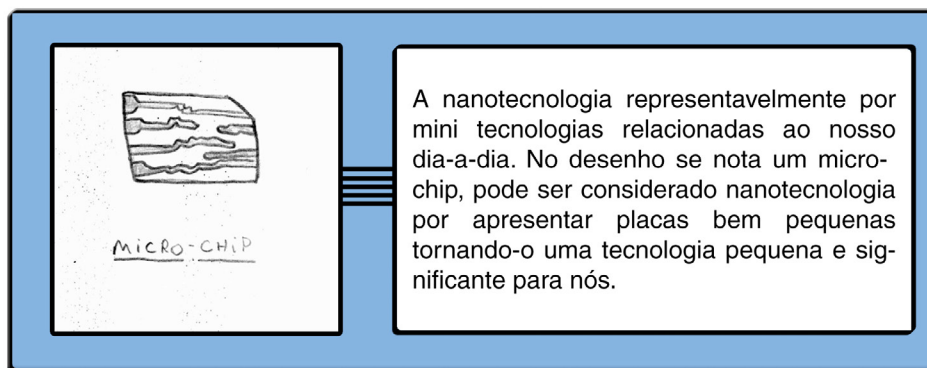 MICRO-CHIP
A nanotecnologia representavelmente por
mini tecnologias relacionadas ao nosso
dia-a-dia. No desenho se nota um micro-
chip, pode ser considerado nanotecnologia
por apresentar placas bem pequenas
tornando-o uma tecnologia pequena e sig-
nificante para nós.